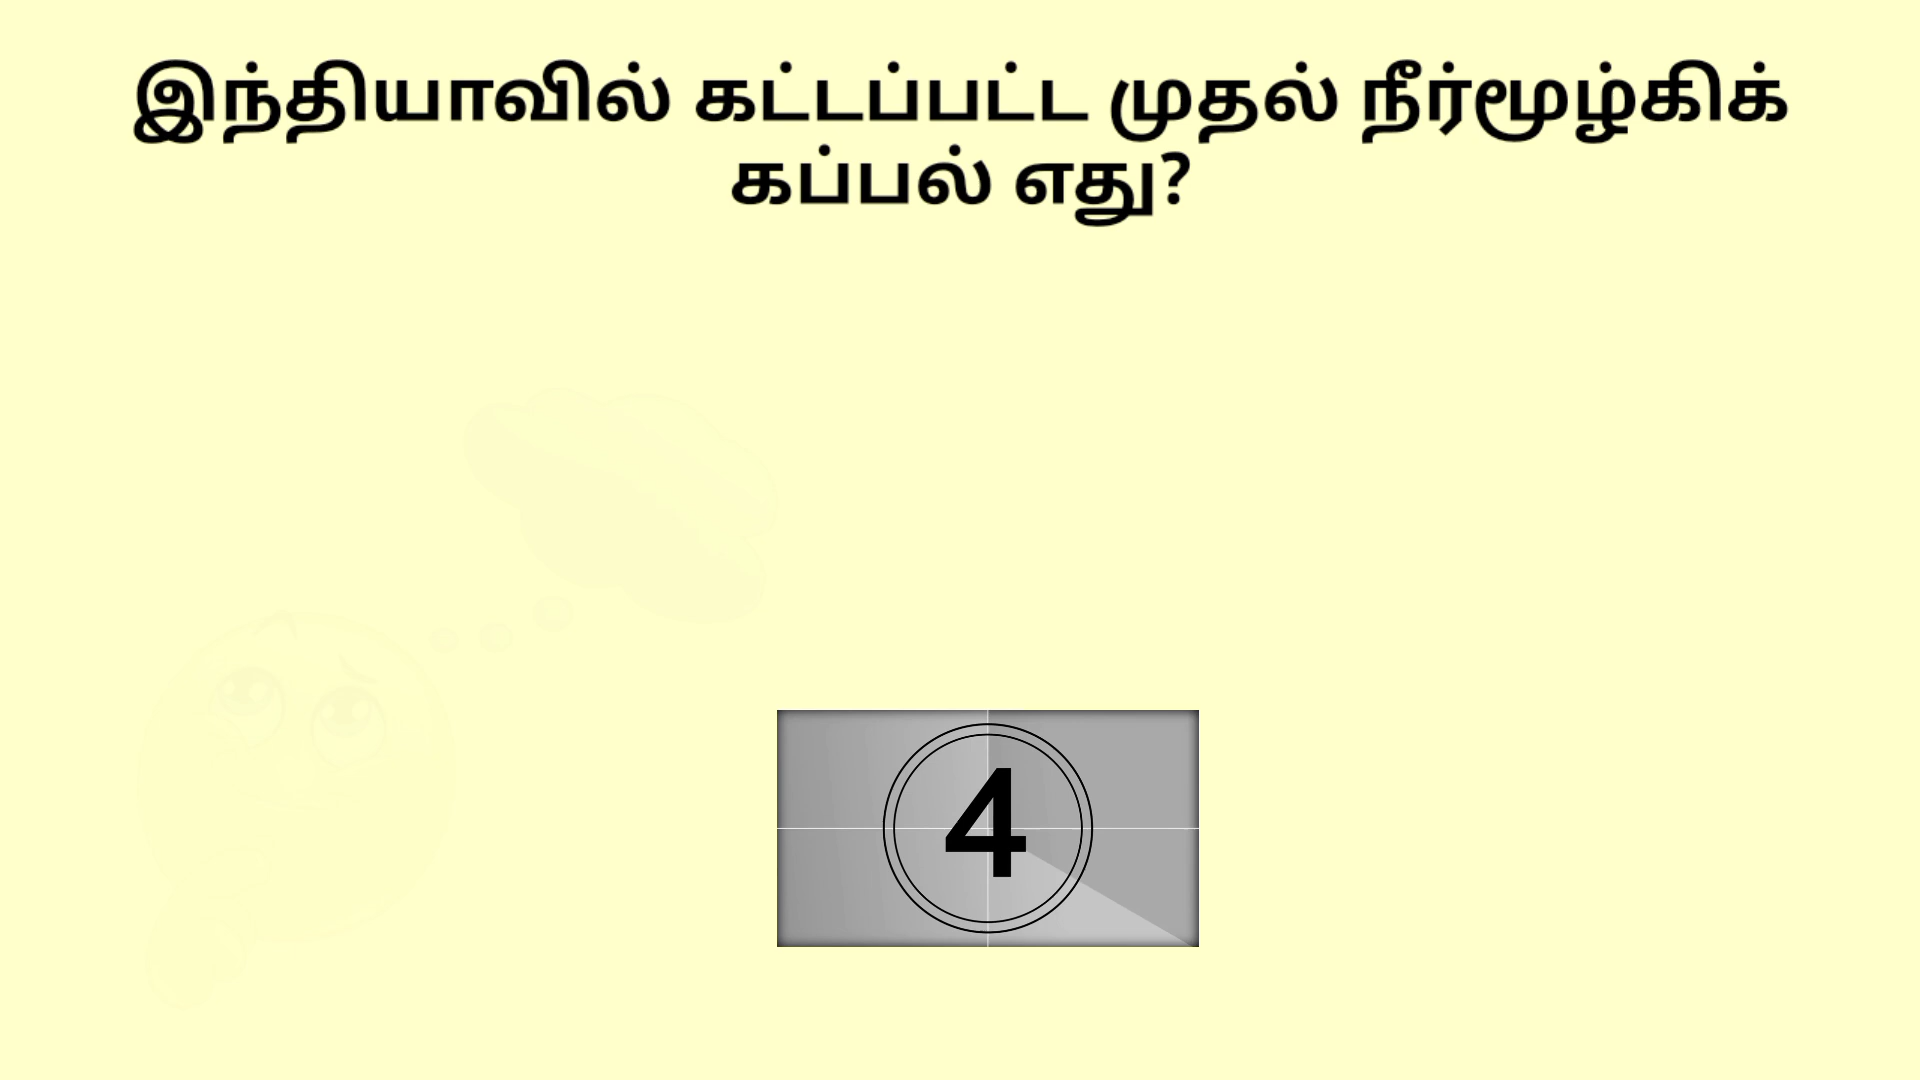 இந்தியாவில் கட்டப்பட்ட முதல் நீர்மூழ்கிக்
கப்பல் எது?
4